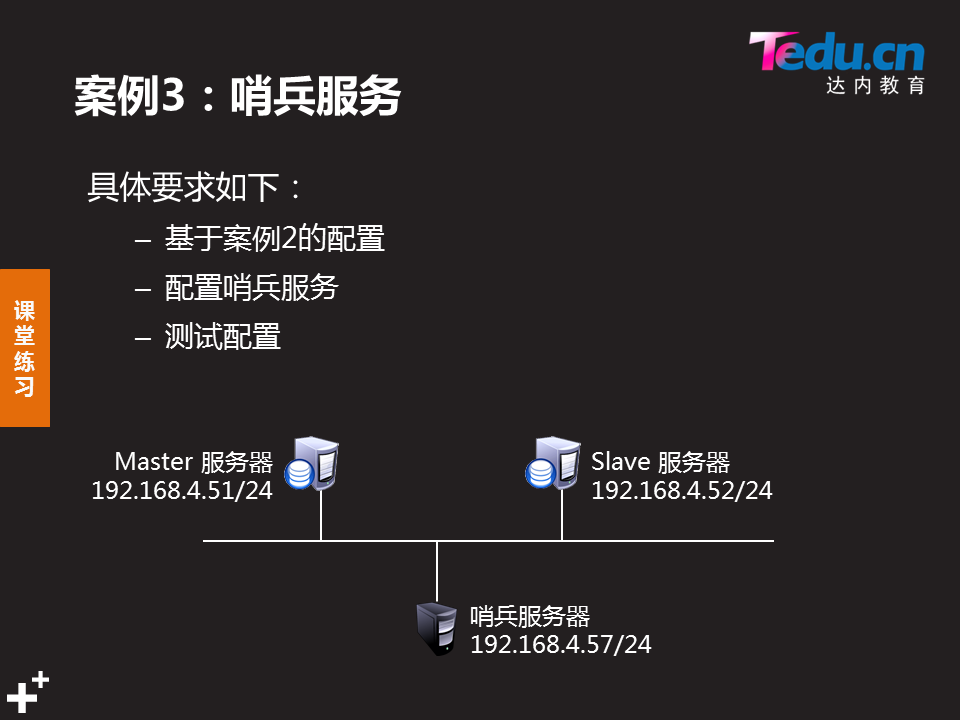 Tedu.cn
达内教育
案例3：哨兵服务
具体要求如下：
– 基于案例2的配置
– 配置哨兵服务
– 测试配置
课
堂
练
习
Master 服务器
192.168.4.51/24
Slave 服务器
192.168.4.52/24
哨兵服务器
192.168.4.57/24